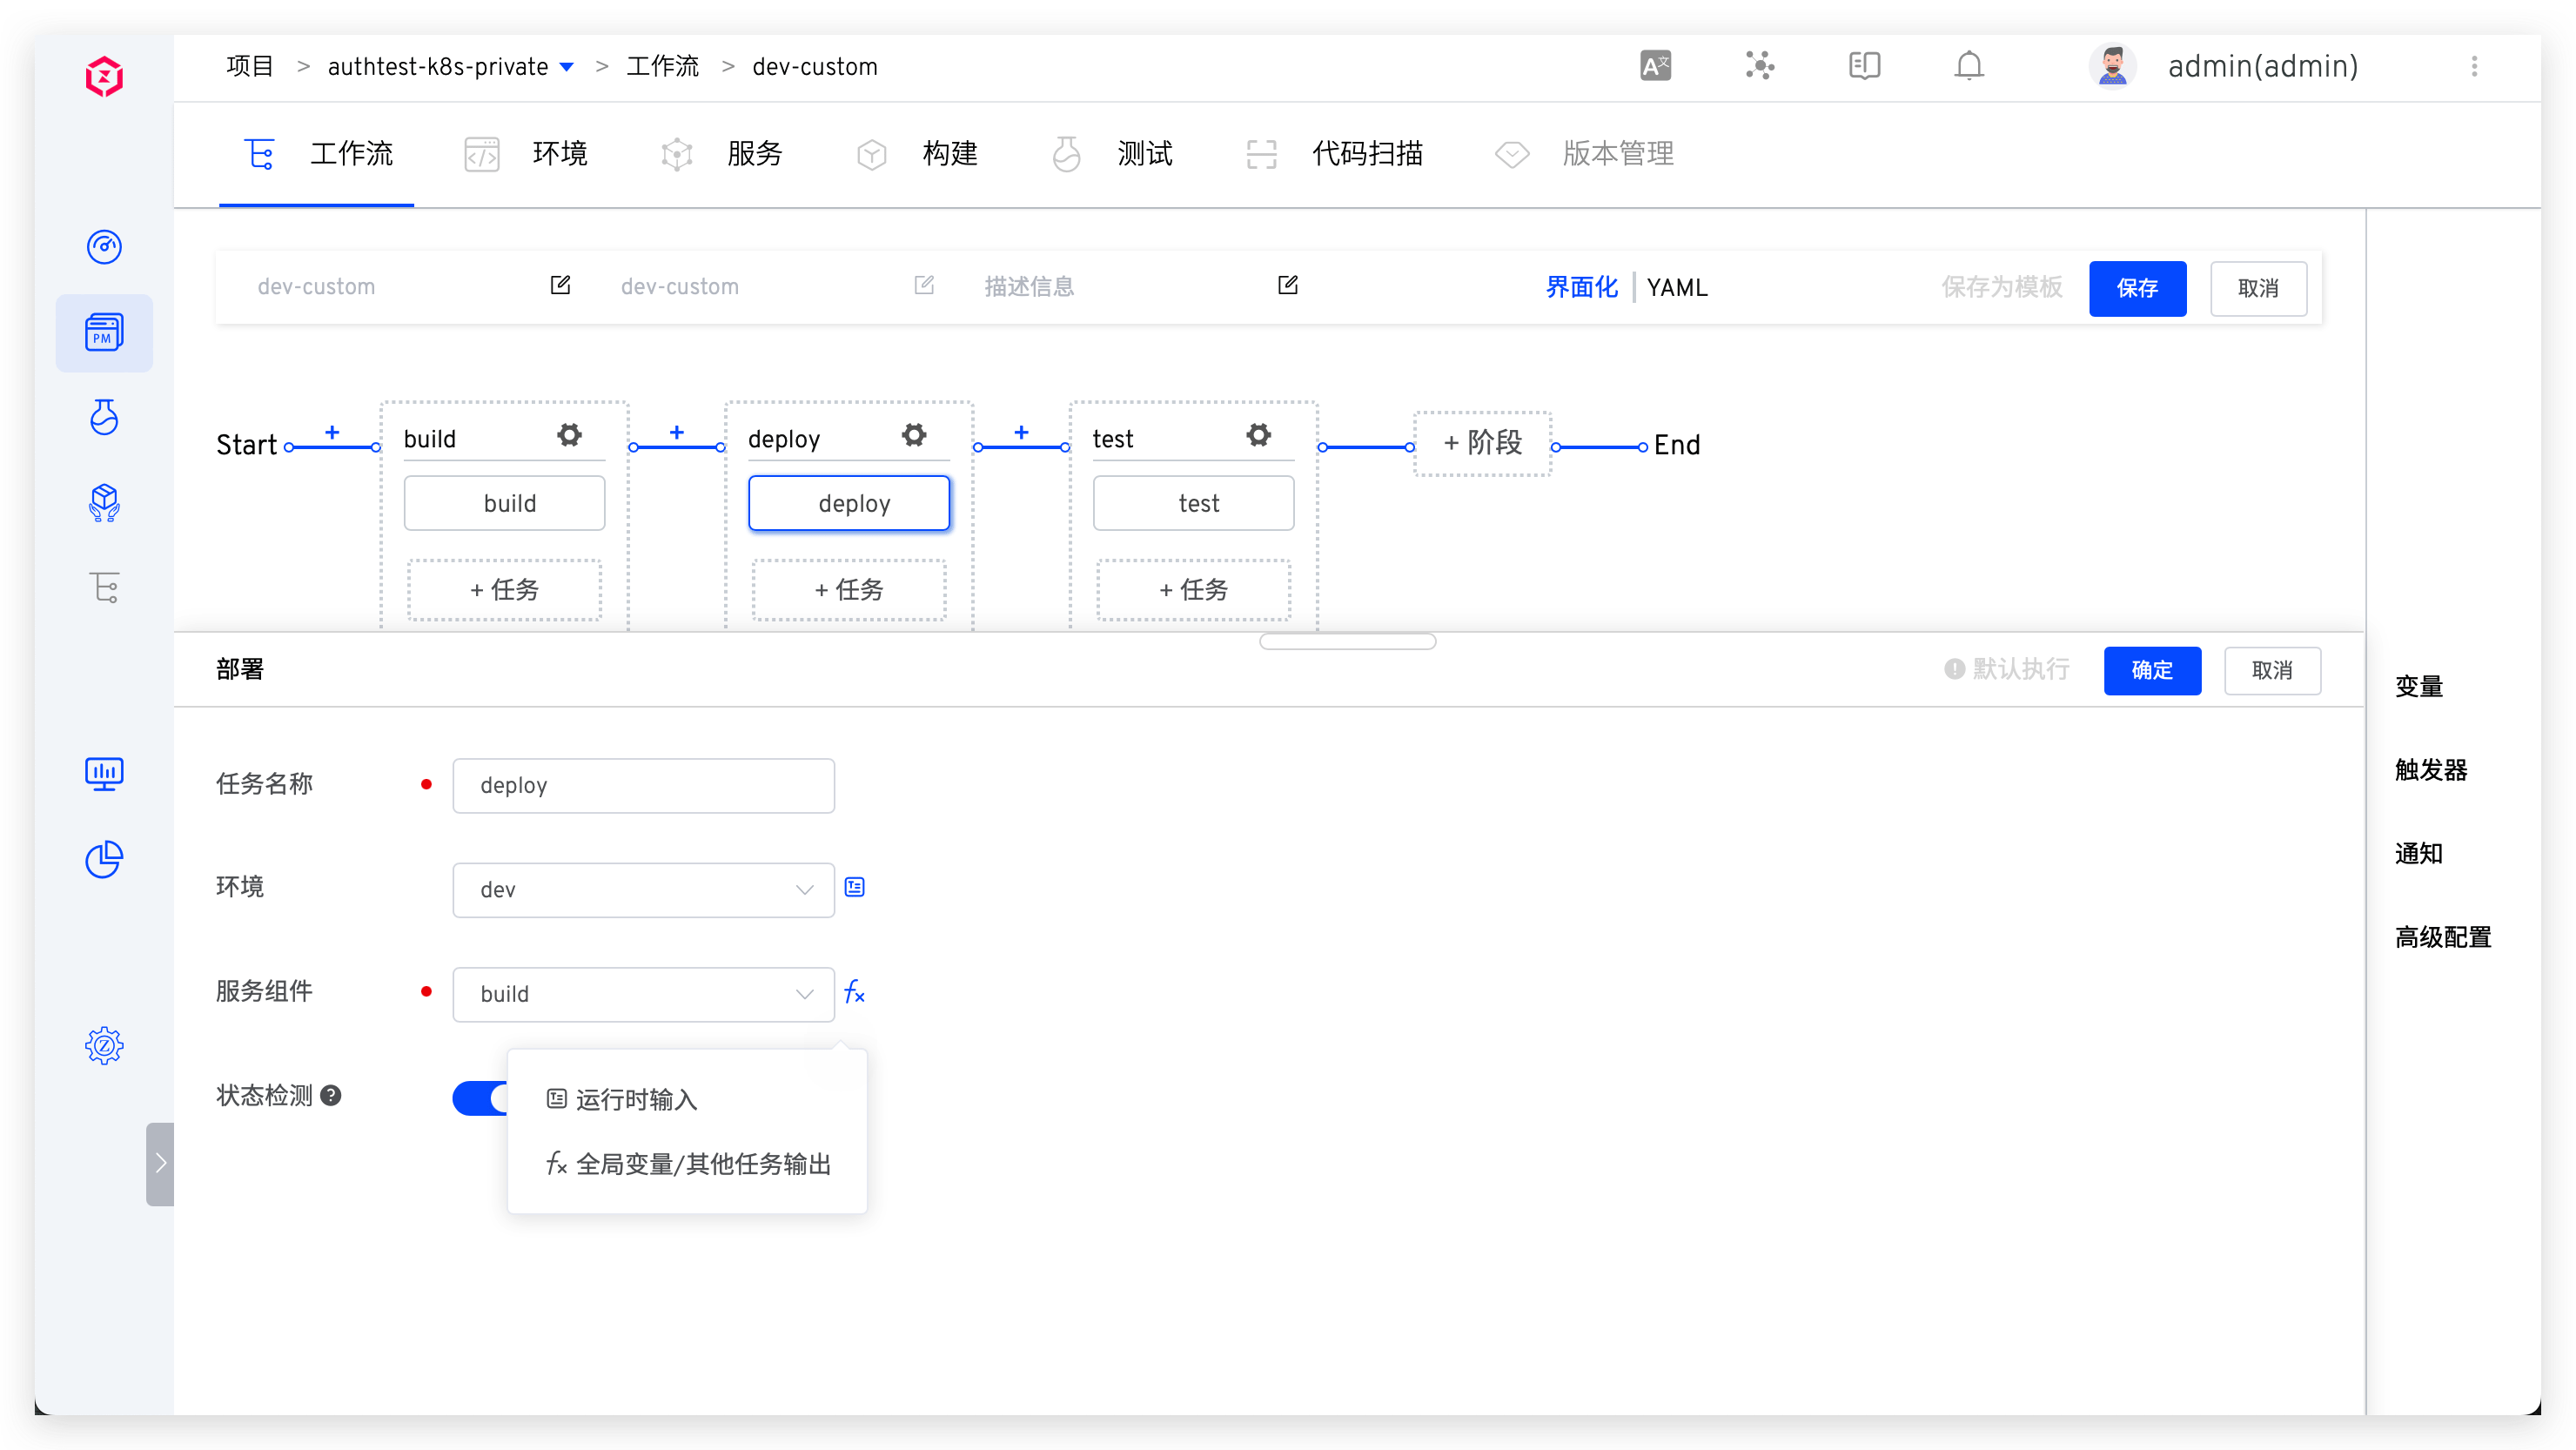 项目 > authtest-k8s-private > 工作流 > dev-custom
A文
admin(admin)
工作流 环境 服务 构建 测试 代码扫描 版本管理
PM
dev-custom dev-custom 描述信息 界面化 YAML 保存为模板 保存 取消
Start + build + deploy + test + 阶段 End
build deploy test
+ 任务 + 任务 + 任务
部署 默认执行 确定 取消
变量
触发器
通知
高级配置
任务名称 deploy
环境 dev
服务组件 build fx
状态检测 ?
运行时输入
fx 全局变量/其他任务输出
Z